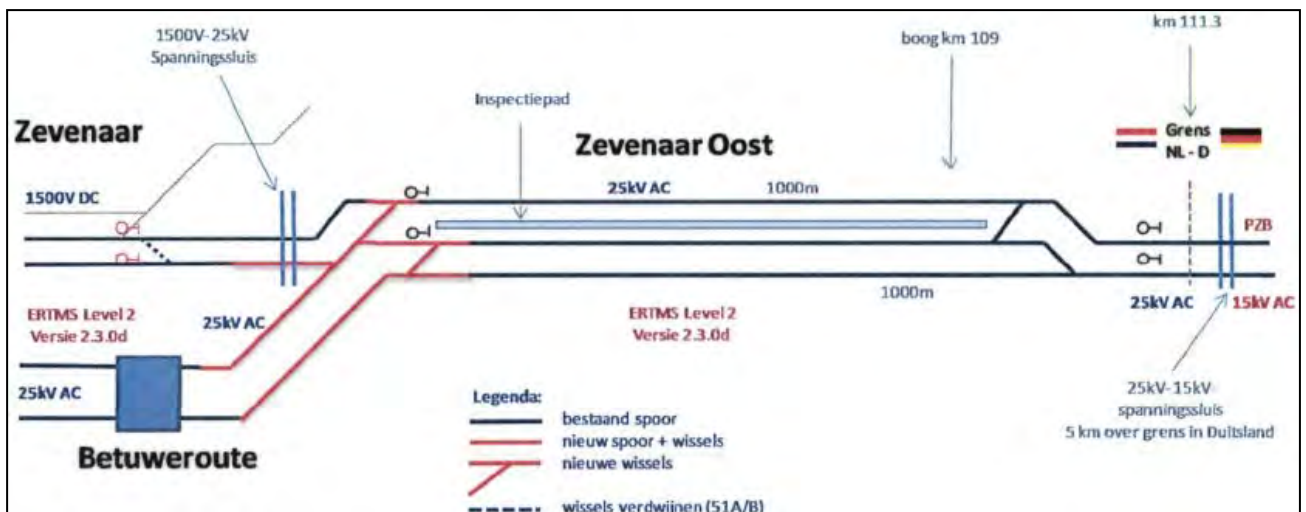 1500V-25kV
Spanningssluis
boog km 109
km 111.3
Inspectiepad
Zevenaar
Zevenaar Oost
Grens
NL - D
1500V DC
25kV AC
1000m
PZB
1000m
25kV AC
15kV AC
ERTMS Level 2
Versie 2.3.0d
25kV AC
ERTMS Level 2
Versie 2.3.0d
25kV AC
25kV-15kV-
spanningssluis
5 km over grens in Duitsland
Legenda:
bestaand spoor
nieuw spoor + wissels
nieuwe wissels
wissels verdwijnen (51A/B)
Betuweroute